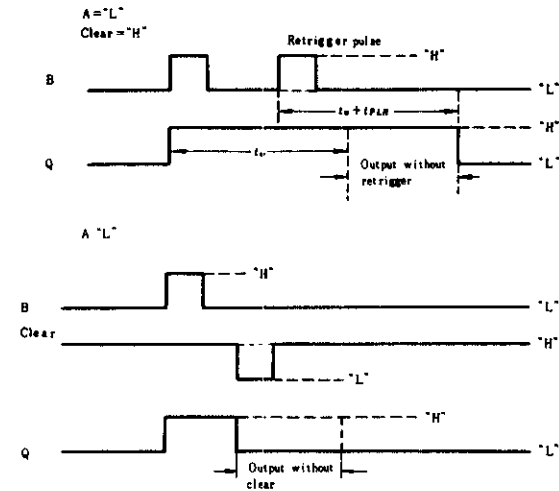 A="L"
Clear="H"
Retrigger pulse
"H"
B
"L"
tw + tPLH
"H"
tw
Q
Output without
retrigger
"L"
A "L"
"H"
B
"L"
Clear
"H"
"L"
"H"
Q
Output without
clear
"L"